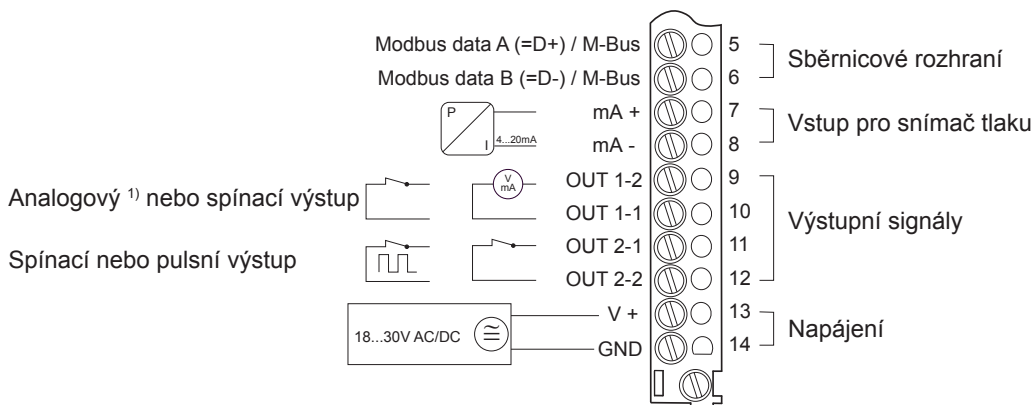 Modbus data A (=D+) / M-Bus 5
Modbus data B (=D-) / M-Bus 6
Sběrnicové rozhraní
P
I
4...20mA
mA + 7
mA - 8
Vstup pro snímač tlaku
Analogový 1) nebo spínací výstup
V
mA
OUT 1-2 9
OUT 1-1 10
Spínací nebo pulsní výstup
OUT 2-1 11
OUT 2-2 12
Výstupní signály
18...30V AC/DC
V + 13
GND 14
Napájení